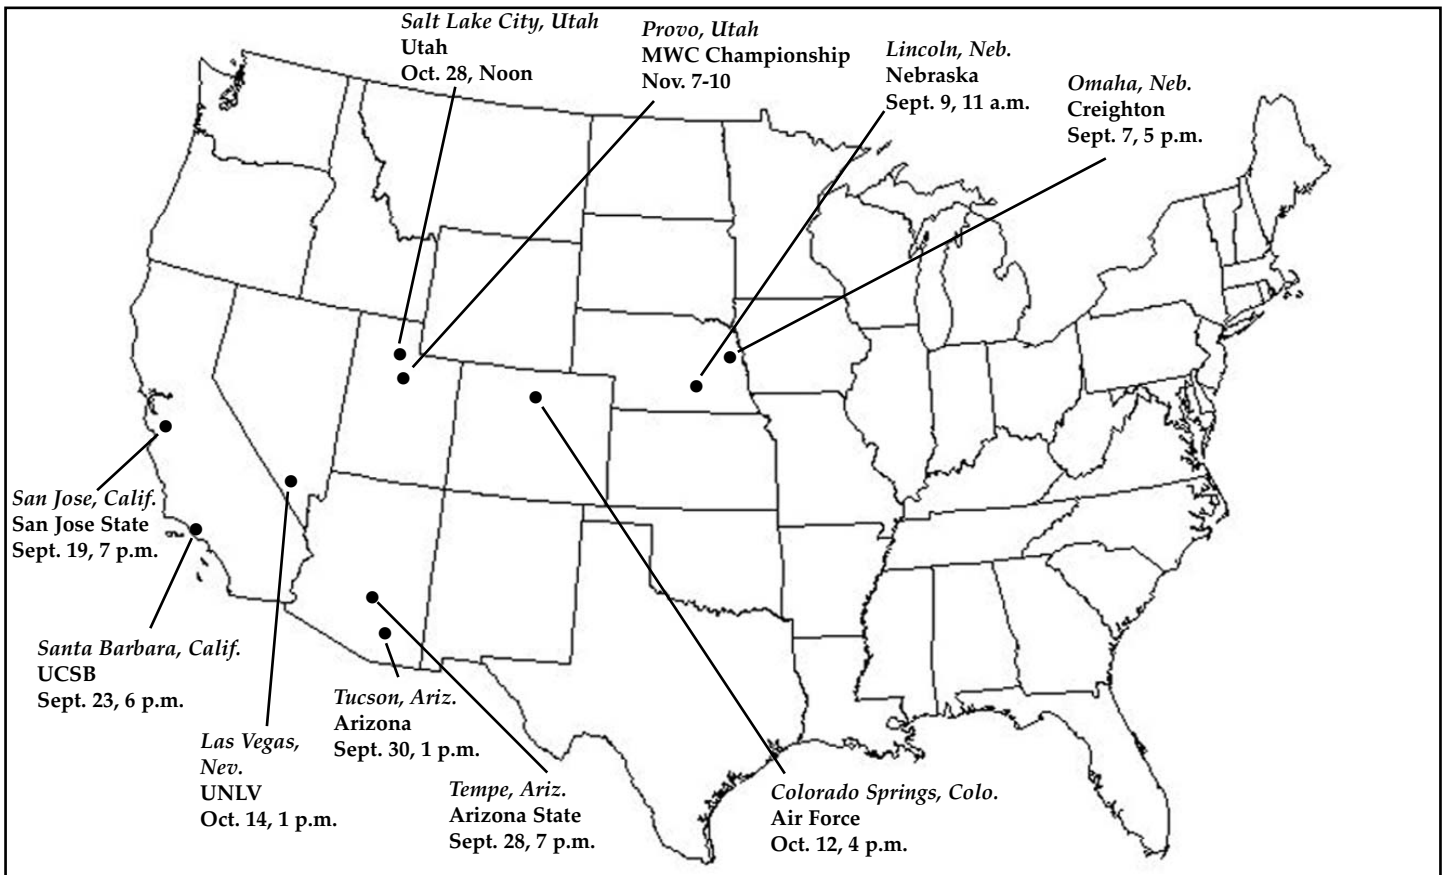 Salt Lake City, Utah
Utah
Oct. 28, Noon
Provo, Utah
MWC Championship
Nov. 7-10
Lincoln, Neb.
Nebraska
Sept. 9, 11 a.m.
Omaha, Neb.
Creighton
Sept. 7, 5 p.m.
San Jose, Calif.
San Jose State
Sept. 19, 7 p.m.
Santa Barbara, Calif.
UCSB
Sept. 23, 6 p.m.
Las Vegas,
Nev.
UNLV
Oct. 14, 1 p.m.
Tucson, Ariz.
Arizona
Sept. 30, 1 p.m.
Tempe, Ariz.
Arizona State
Sept. 28, 7 p.m.
Colorado Springs, Colo.
Air Force
Oct. 12, 4 p.m.